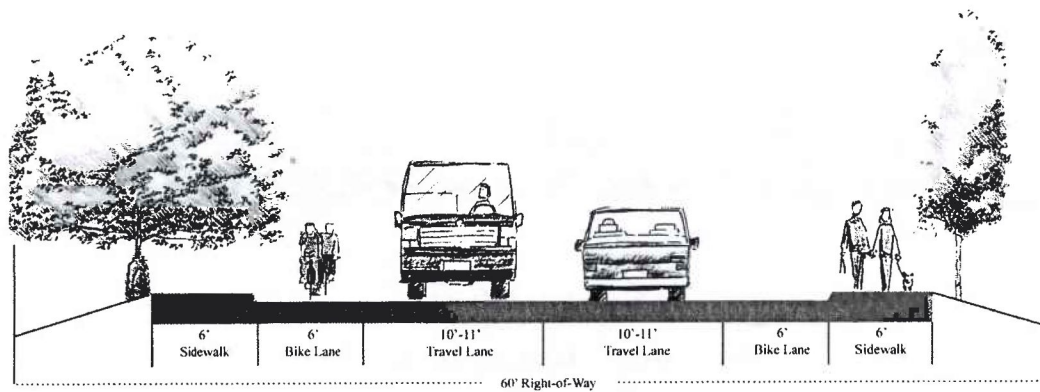 6' 6' 10'-11' 10'-11' 6' 6'
Sidewalk Bike Lane Travel Lane Travel Lane Bike Lane Sidewalk
60' Right-of-Way